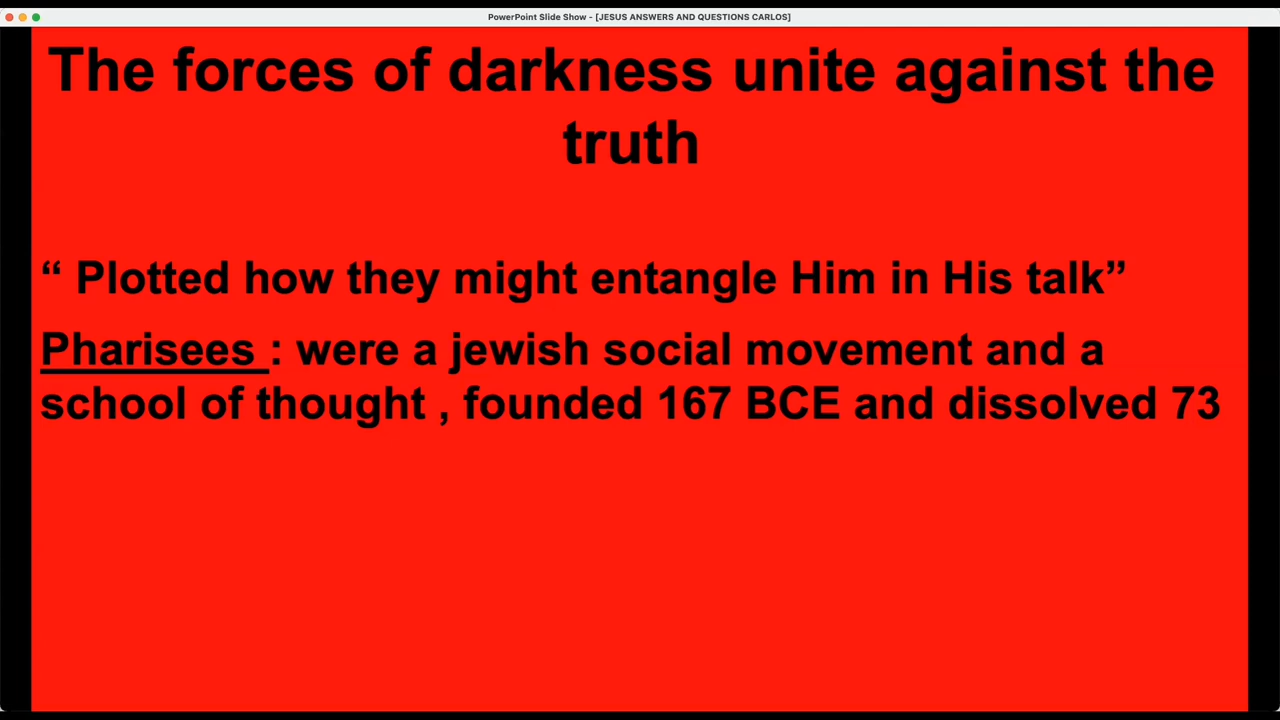 PowerPoint Slide Show - [JESUS ANSWERS AND QUESTIONS CARLOS]
The forces of darkness unite against the
truth
“ Plotted how they might entangle Him in His talk”
Pharisees : were a jewish social movement and a
school of thought , founded 167 BCE and dissolved 73